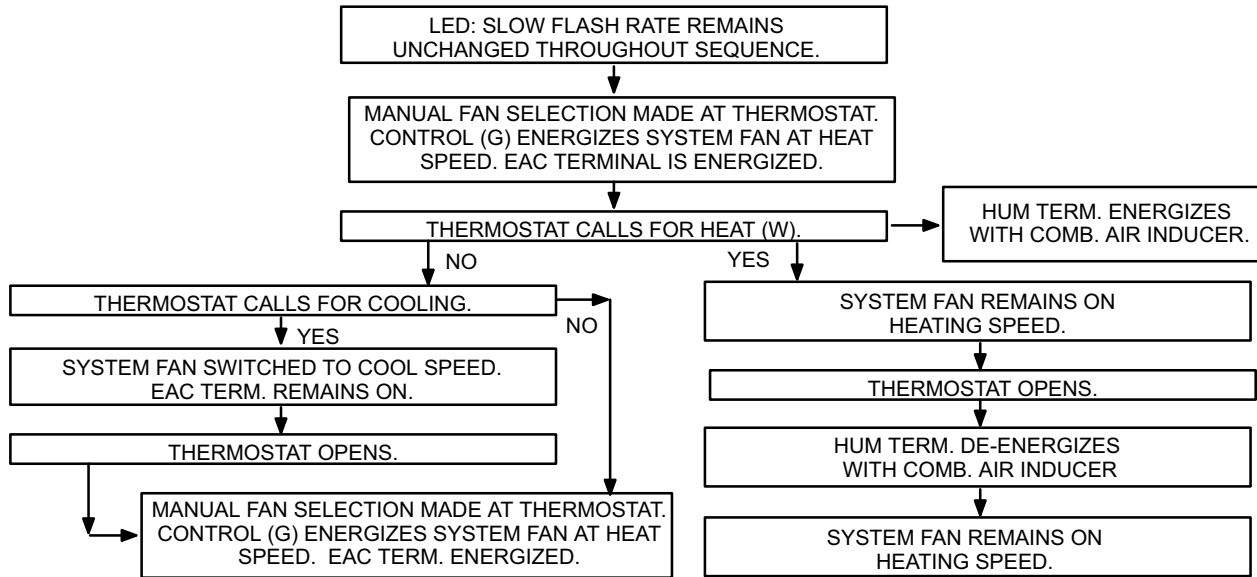 LED: SLOW FLASH RATE REMAINS
UNCHANGED THROUGHOUT SEQUENCE.
MANUAL FAN SELECTION MADE AT THERMOSTAT.
CONTROL (G) ENERGIZES SYSTEM FAN AT HEAT
SPEED. EAC TERMINAL IS ENERGIZED.
THERMOSTAT CALLS FOR HEAT (W).
HUM TERM. ENERGIZES
WITH COMB. AIR INDUCER.
NO
YES
THERMOSTAT CALLS FOR COOLING.
NO
YES
SYSTEM FAN SWITCHED TO COOL SPEED.
EAC TERM. REMAINS ON.
THERMOSTAT OPENS.
MANUAL FAN SELECTION MADE AT THERMOSTAT.
CONTROL (G) ENERGIZES SYSTEM FAN AT HEAT
SPEED. EAC TERM. ENERGIZED.
SYSTEM FAN REMAINS ON
HEATING SPEED.
THERMOSTAT OPENS.
HUM TERM. DE-ENERGIZES
WITH COMB. AIR INDUCER
SYSTEM FAN REMAINS ON
HEATING SPEED.